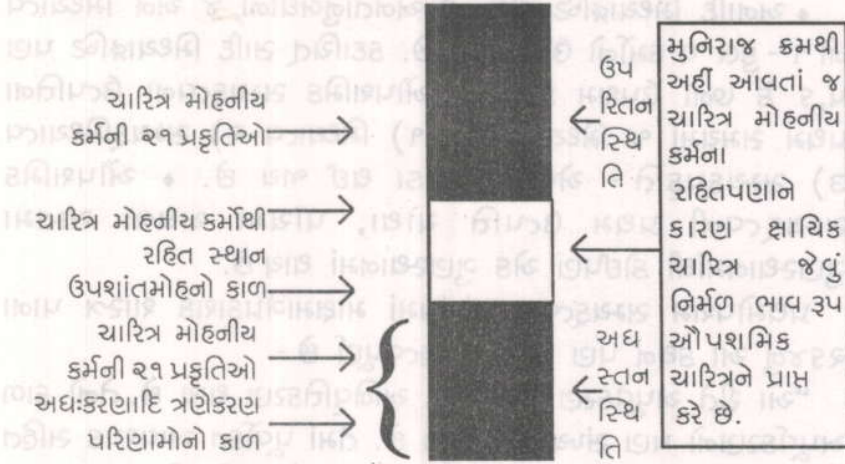 ચારિત્ર મોહનીય
કર્મની ૨૧ પ્રકૃતિઓ
ચારિત્ર મોહનીય કર્મોથી
રહિત સ્થાન
ઉપશાંતમોહનો કાળ
ચારિત્ર મોહનીય
કર્મની ૨૧ પ્રકૃતિઓ
અધઃકરણાદિ ત્રણેકરણ
પરિણામોનો કાળ
ઉપ
રિતન
સ્થિ
તિ
અધ
સ્તન
સ્થિ
તિ
મુનિરાજ ક્રમથી
અહીં આવતાં જ
ચારિત્ર મોહનીય
કર્મના
રહિતપણાને
કારણ ક્ષાયિક
ચારિત્ર જેવું
નિર્મળ ભાવ રૂપ
ઔપશમિક
ચારિત્રને પ્રાપ્ત
કરે છે.